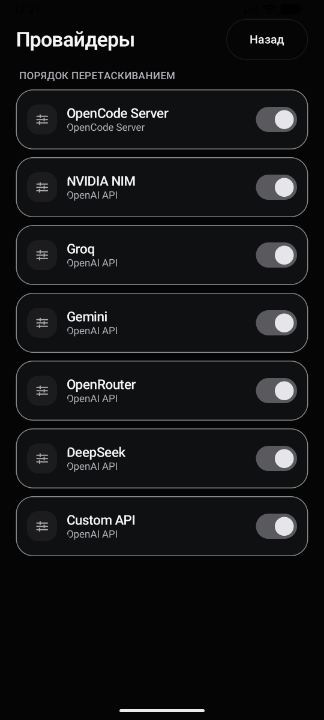 Провайдеры
Назад
ПОРЯДОК ПЕРЕТАСКИВАНИЕМ
OpenCode Server
OpenCode Server
NVIDIA NIM
OpenAI API
Groq
OpenAI API
Gemini
OpenAI API
OpenRouter
OpenAI API
DeepSeek
OpenAI API
Custom API
OpenAI API